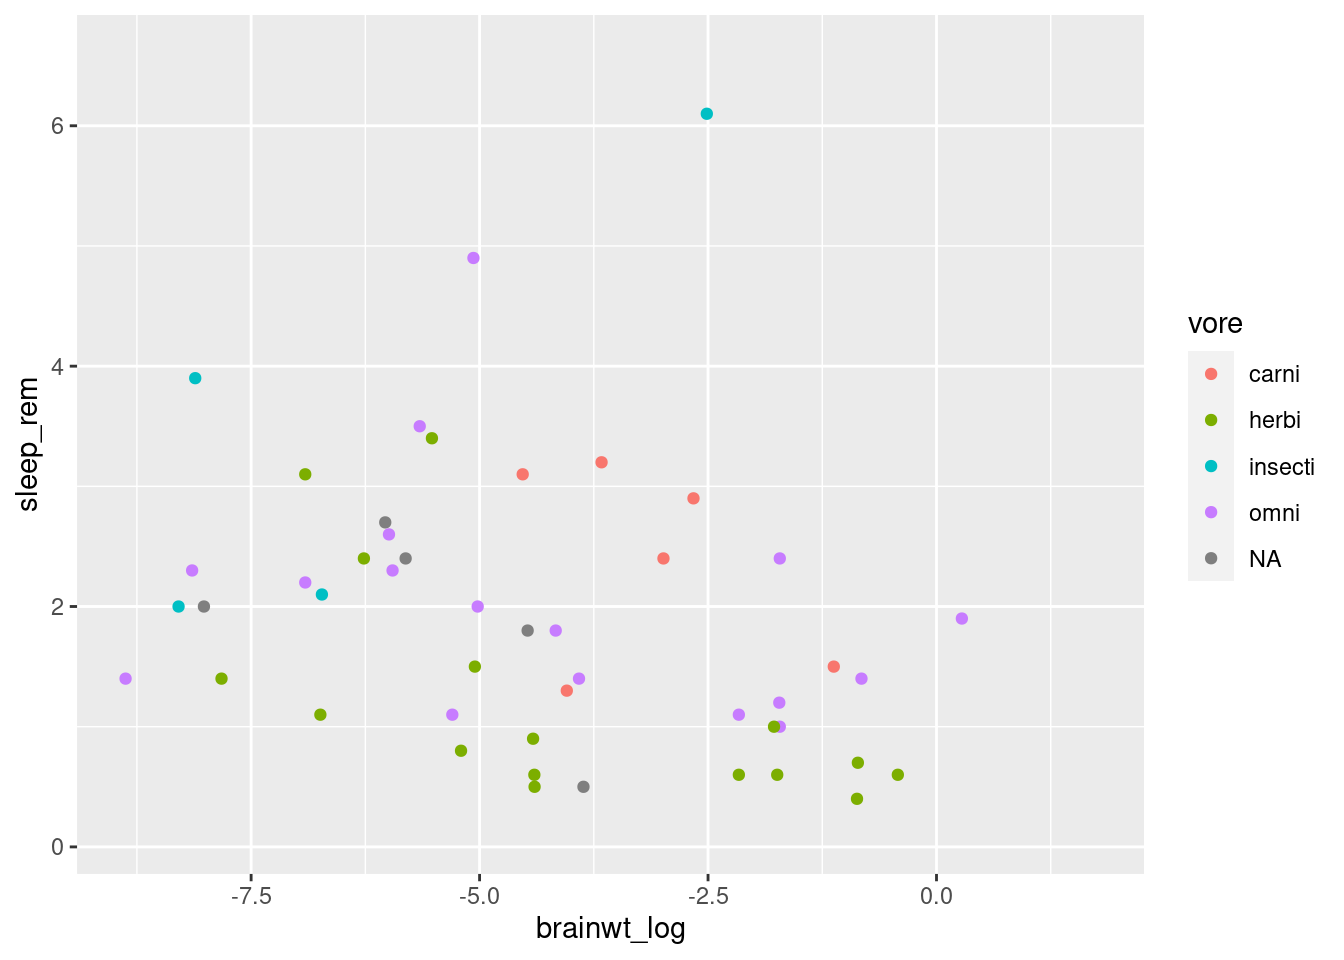 sleep_rem
6
4
2
0
-7.5 -5.0 -2.5 0.0
brainwt_log
vore
carni
herbi
insecti
omni
NA